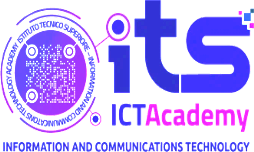 ISTITUTO TECNICO SUPERIORE - INFORMATION AND COMMUNICATIONS TECHNOLOGY ACADEMY
its
ICTAcademy
INFORMATION AND COMMUNICATIONS TECHNOLOGY